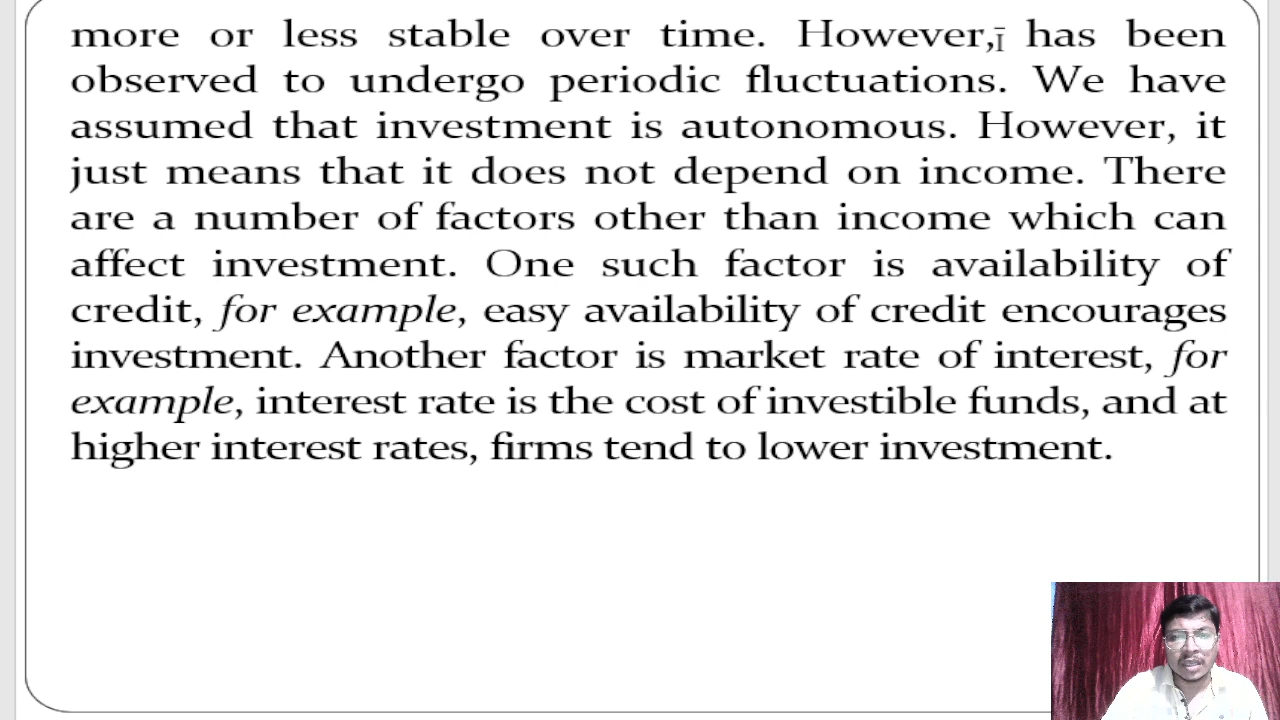 more or less stable over time. However, Ī has been
observed to undergo periodic fluctuations. We have
assumed that investment is autonomous. However, it
just means that it does not depend on income. There
are a number of factors other than income which can
affect investment. One such factor is availability of
credit, for example, easy availability of credit encourages
investment. Another factor is market rate of interest, for
example, interest rate is the cost of investible funds, and at
higher interest rates, firms tend to lower investment.